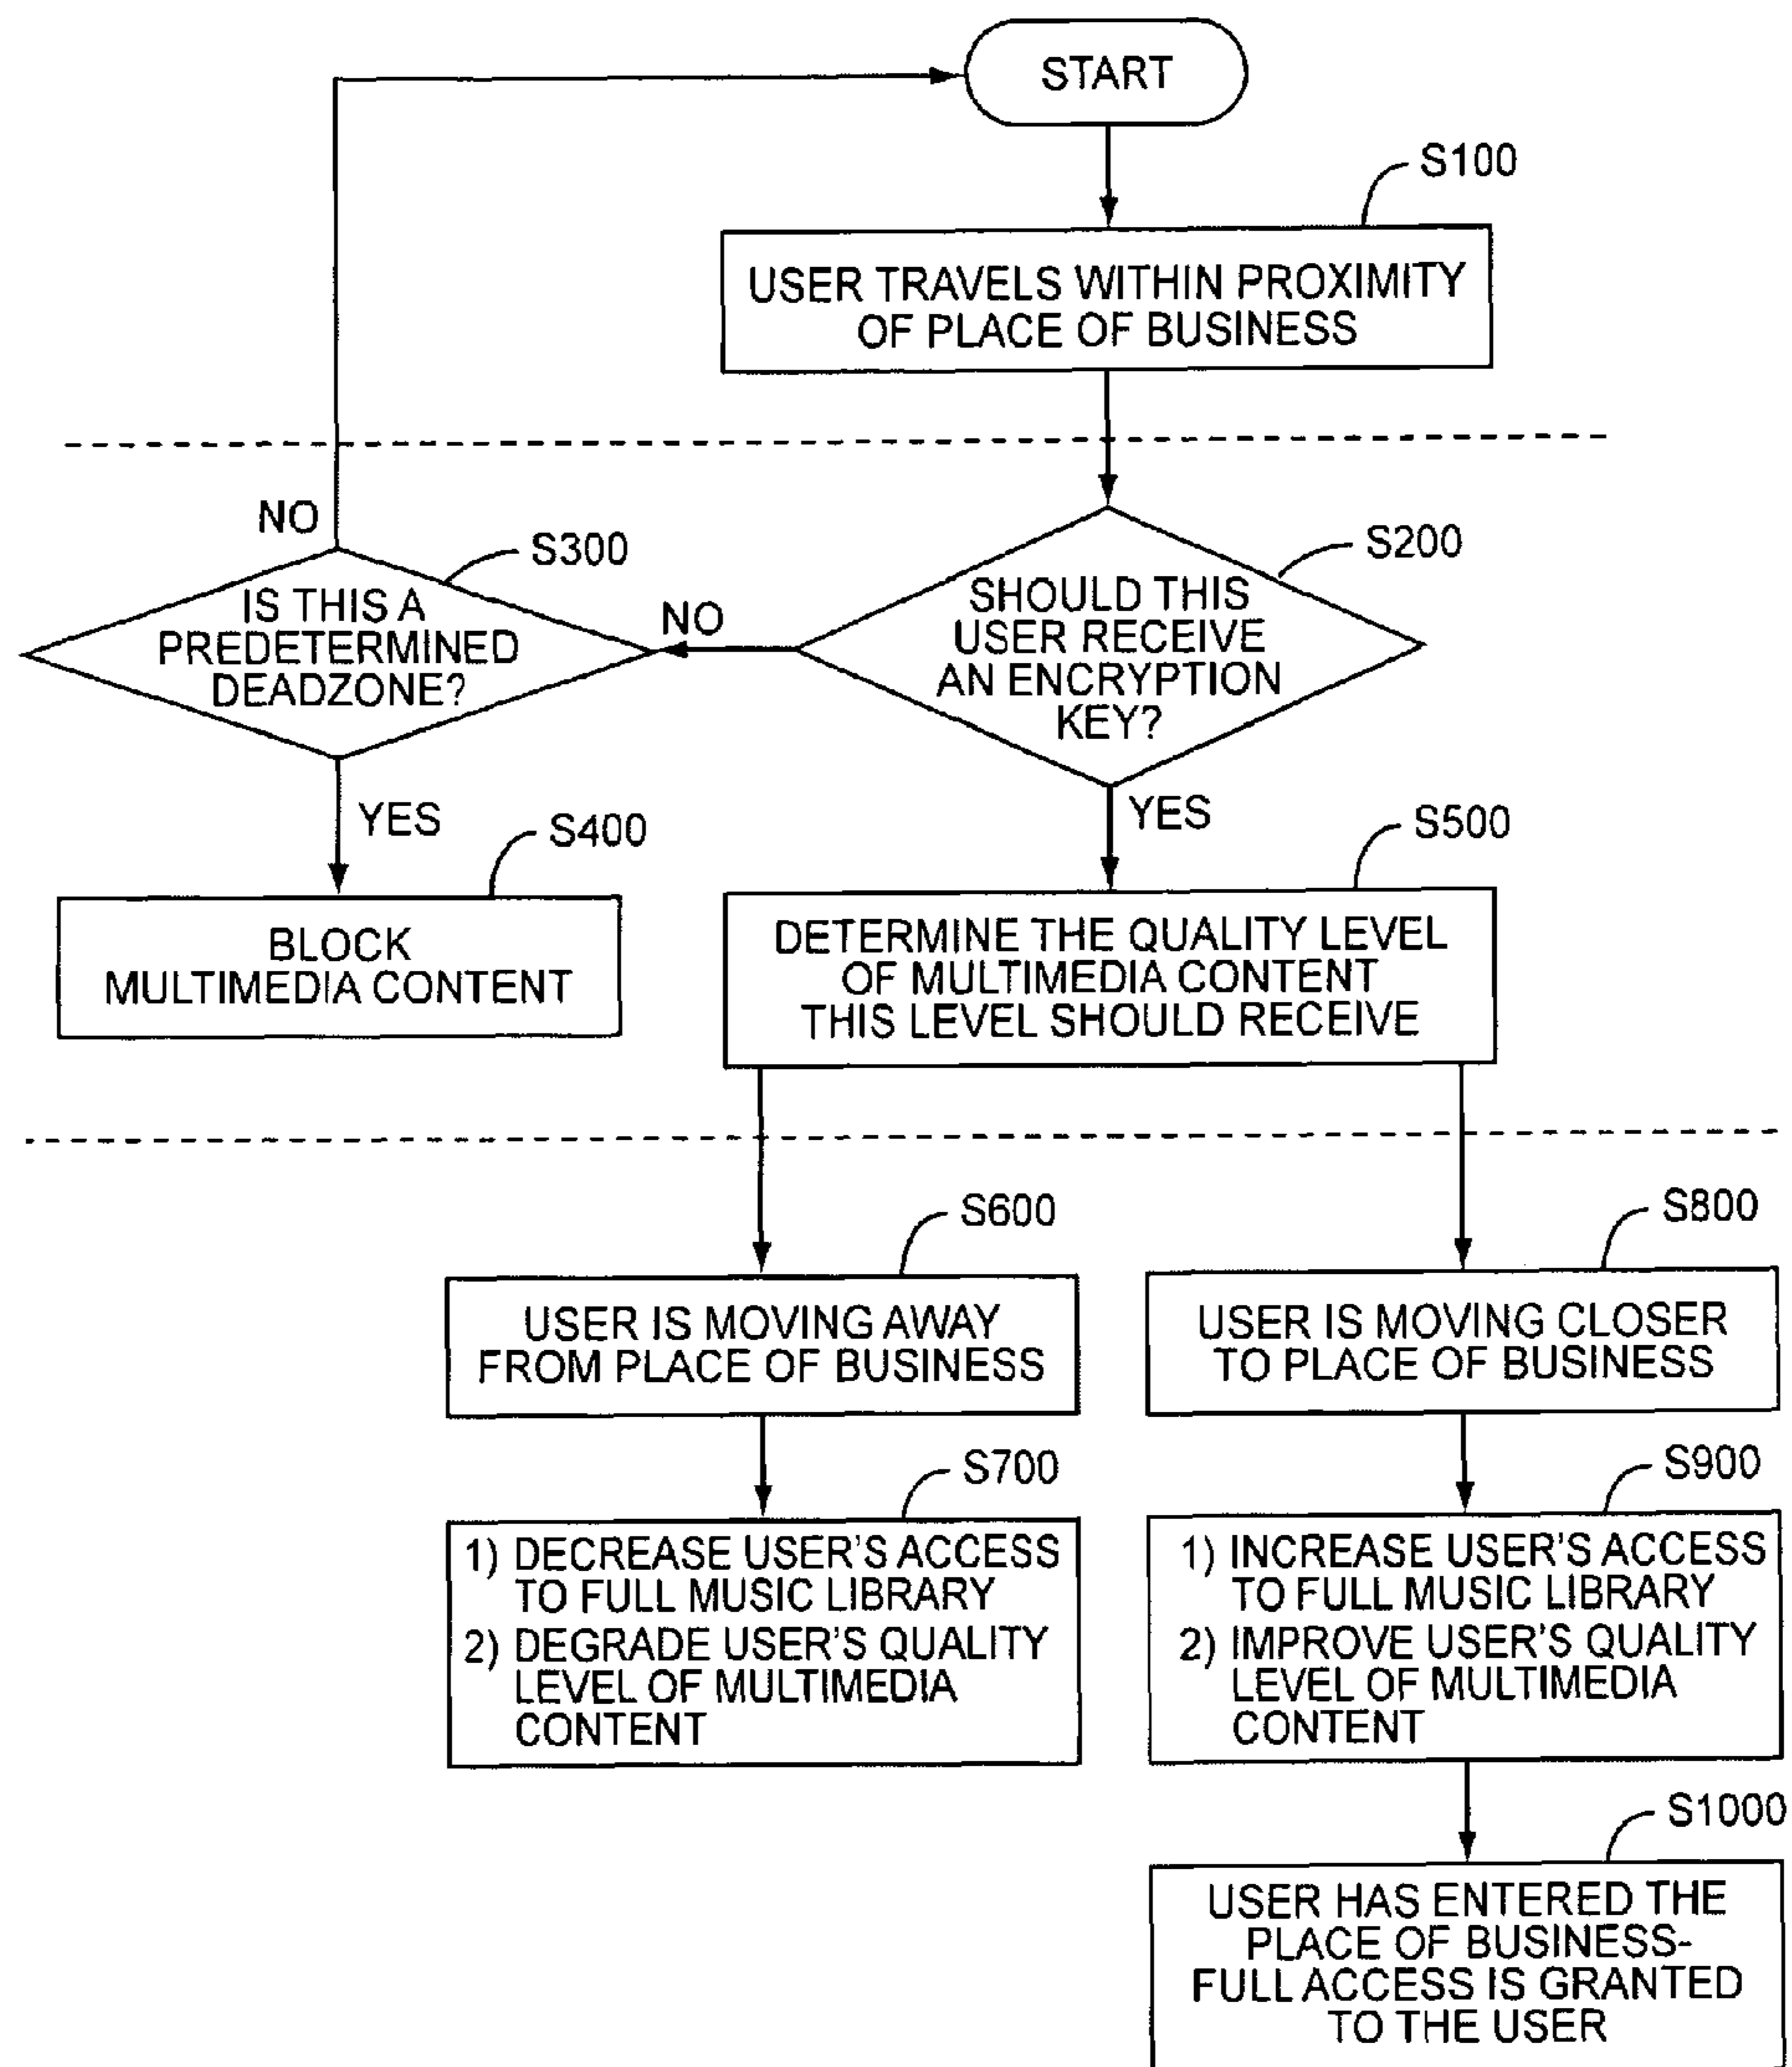 START
S100
USER TRAVELS WITHIN PROXIMITY
OF PLACE OF BUSINESS
NO
S300
IS THIS A
PREDETERMINED
DEADZONE?
NO
S200
SHOULD THIS
USER RECEIVE
AN ENCRYPTION
KEY?
YES
S400
BLOCK
MULTIMEDIA CONTENT
YES
S500
DETERMINE THE QUALITY LEVEL
OF MULTIMEDIA CONTENT
THIS LEVEL SHOULD RECEIVE
S600
USER IS MOVING AWAY
FROM PLACE OF BUSINESS
S800
USER IS MOVING CLOSER
TO PLACE OF BUSINESS
S700
1) DECREASE USER'S ACCESS
TO FULL MUSIC LIBRARY
2) DEGRADE USER'S QUALITY
LEVEL OF MULTIMEDIA
CONTENT
S900
1) INCREASE USER'S ACCESS
TO FULL MUSIC LIBRARY
2) IMPROVE USER'S QUALITY
LEVEL OF MULTIMEDIA
CONTENT
S1000
USER HAS ENTERED THE
PLACE OF BUSINESS-
FULL ACCESS IS GRANTED
TO THE USER